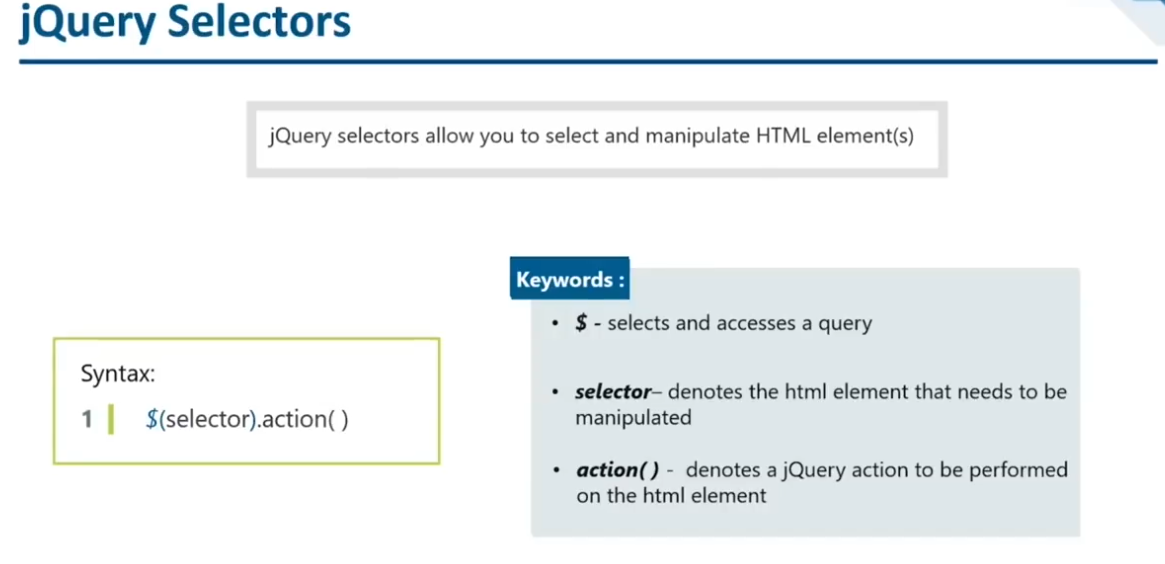 jQuery Selectors
jQuery selectors allow you to select and manipulate HTML element(s)
Syntax:
1 $(selector).action( )
Keywords :
• $ - selects and accesses a query
• selector– denotes the html element that needs to be
manipulated
• action( ) - denotes a jQuery action to be performed
on the html element